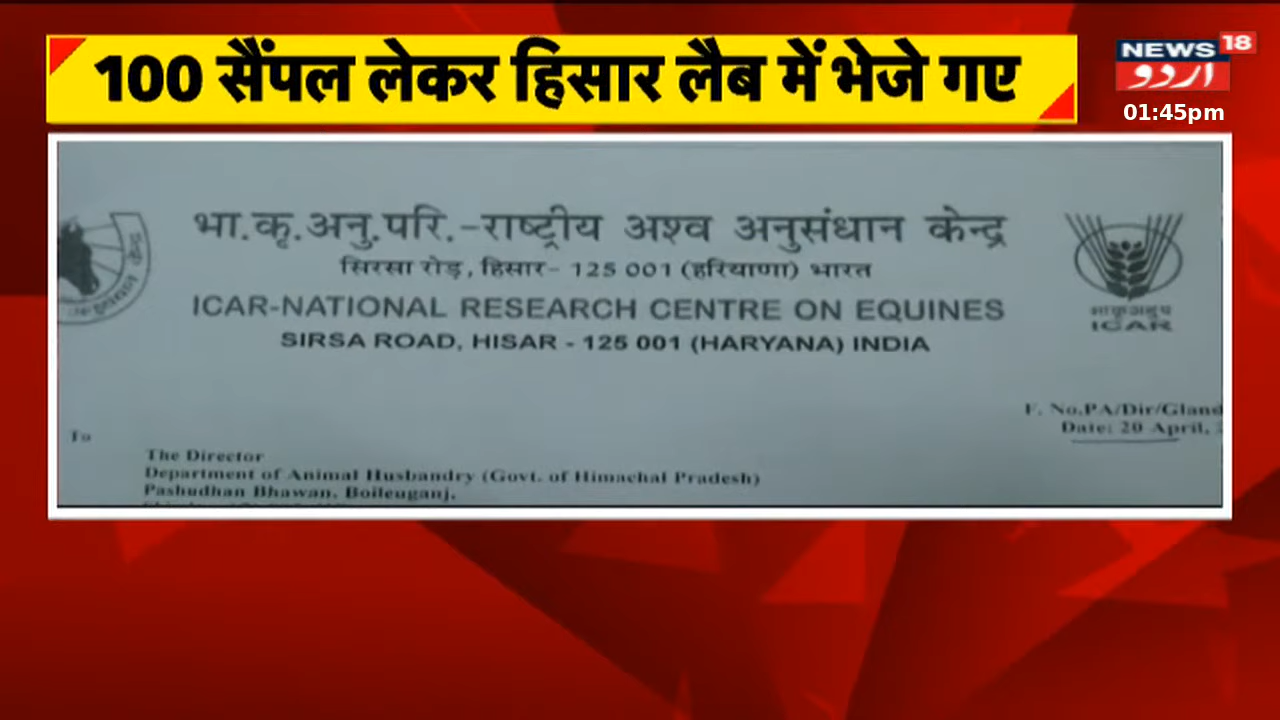 100 सैंपल लेकर हिसार लैब में भेजे गए
NEWS 18
اردو
01:45pm
भा.कृ.अनु.परि.-राष्ट्रीय अश्व अनुसंधान केन्द्र
सिरसा रोड़, हिसार- 125 001 (हरियाणा) भारत
ICAR-NATIONAL RESEARCH CENTRE ON EQUINES
SIRSA ROAD, HISAR - 125 001 (HARYANA) INDIA
भाकृअनुप
ICAR
F. No.PA/Dir/Gland
Date: 20 April,
To
The Director
Department of Animal Husbandry (Govt. of Himachal Pradesh)
Pashudhan Bhawan, Boileuganj,